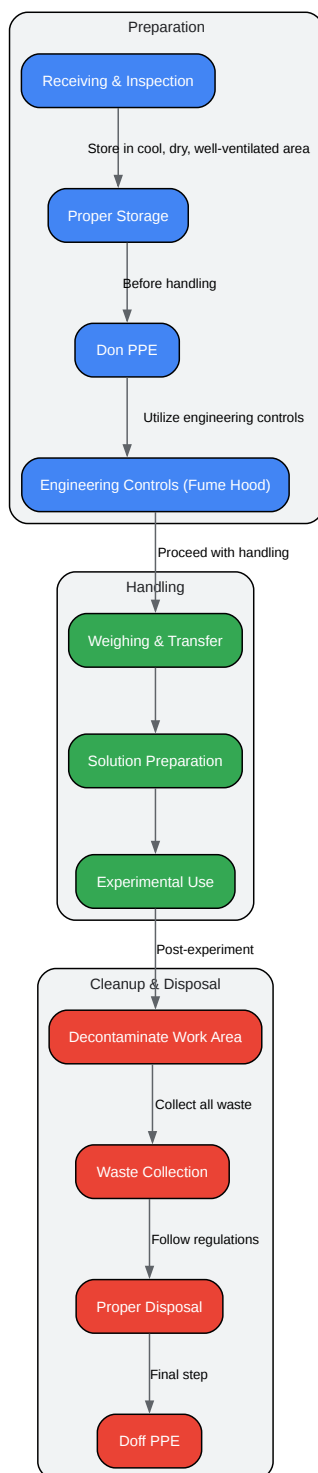 Preparation
Receiving & Inspection
Store in cool, dry, well-ventilated area
Proper Storage
Before handling
Don PPE
Utilize engineering controls
Engineering Controls (Fume Hood)
Proceed with handling
Handling
Weighing & Transfer
Solution Preparation
Experimental Use
Post-experiment
Cleanup & Disposal
Decontaminate Work Area
Collect all waste
Waste Collection
Follow regulations
Proper Disposal
Final step
Doff PPE